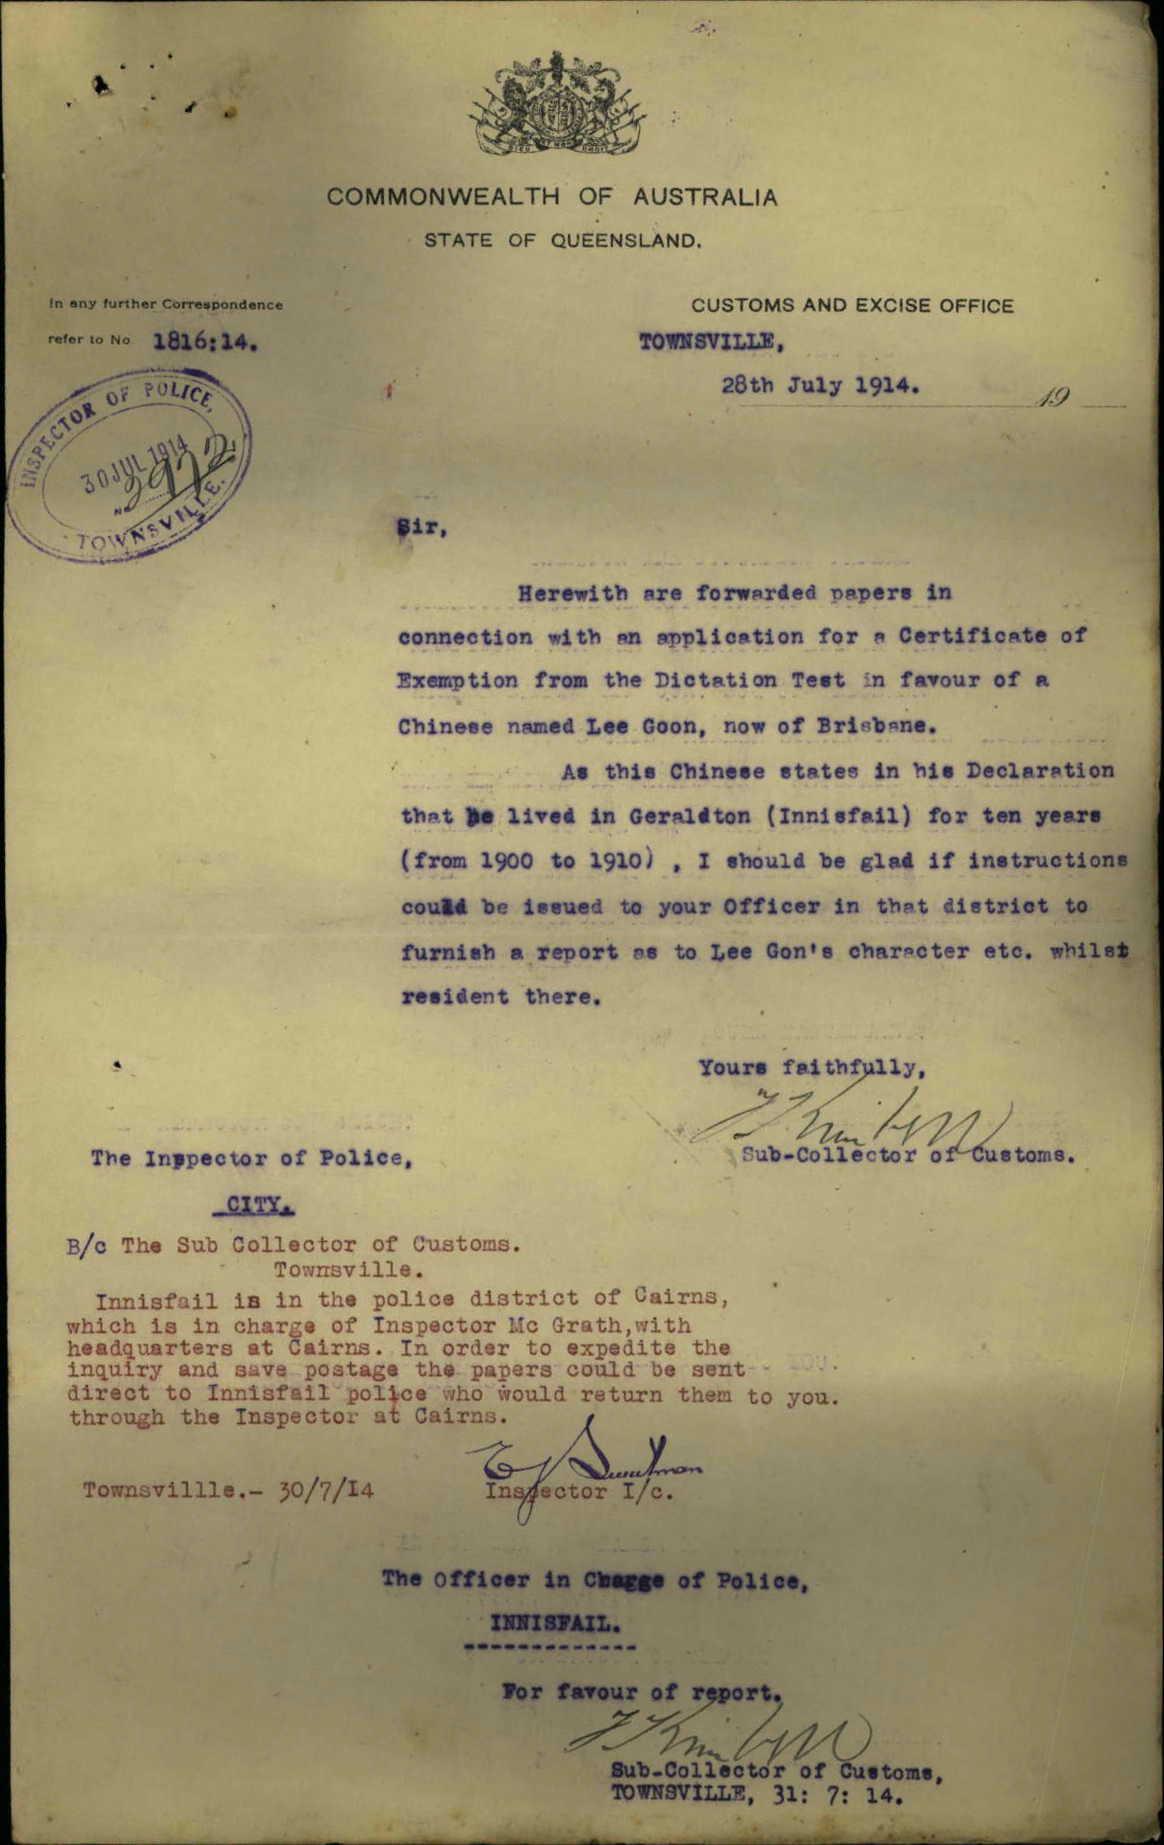 COMMONWEALTH OF AUSTRALIA
STATE OF QUEENSLAND.
In any further Correspondence
refer to No 1816:14.
CUSTOMS AND EXCISE OFFICE
TOWNSVILLE,
28th July 1914.
19
INSPECTOR OF POLICE,
30 JUL 1914
TOWNSVILLE.
Sir,
Herewith are forwarded papers in
connection with an application for a Certificate of
Exemption from the Dictation Test in favour of a
Chinese named Lee Goon, now of Brisbane.
As this Chinese states in his Declaration
that he lived in Geraldton (Innisfail) for ten years
(from 1900 to 1910) , I should be glad if instructions
could be issued to your Officer in that district to
furnish a report as to Lee Gon's character etc. whilst
resident there.
Yours faithfully,
Sub-Collector of Customs.
The Inspector of Police,
CITY.
B/c The Sub Collector of Customs.
Townsville.
Innisfail is in the police district of Cairns,
which is in charge of Inspector Mc Grath,with
headquarters at Cairns. In order to expedite the
inquiry and save postage the papers could be sent
direct to Innisfail police who would return them to you.
through the Inspector at Cairns.
Townsvillle.- 30/7/I4
Inspector I/c.
The Officer in Charge of Police,
INNISFAIL.
-------------
For favour of report.
Sub-Collector of Customs,
TOWNSVILLE, 31: 7: 14.